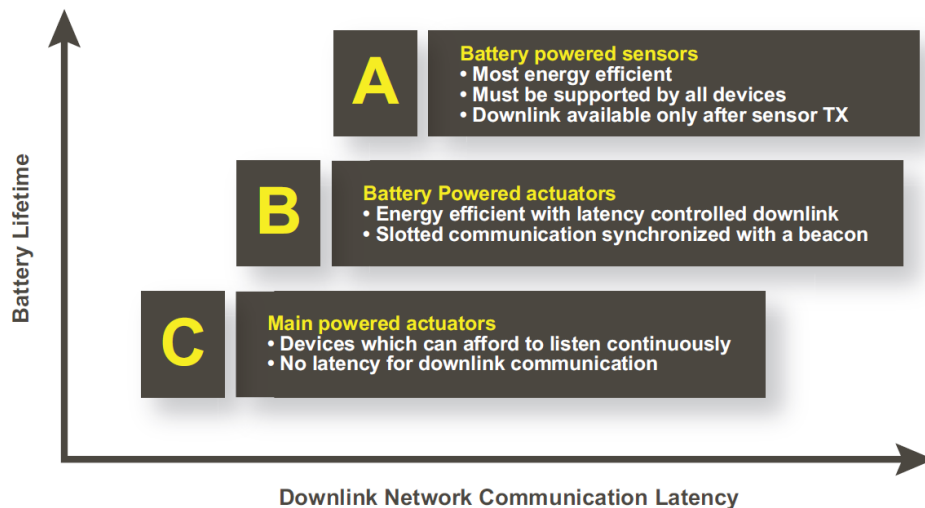 Battery Lifetime
A
Battery powered sensors
• Most energy efficient
• Must be supported by all devices
• Downlink available only after sensor TX
B
Battery Powered actuators
• Energy efficient with latency controlled downlink
• Slotted communication synchronized with a beacon
C
Main powered actuators
• Devices which can afford to listen continuously
• No latency for downlink communication
Downlink Network Communication Latency